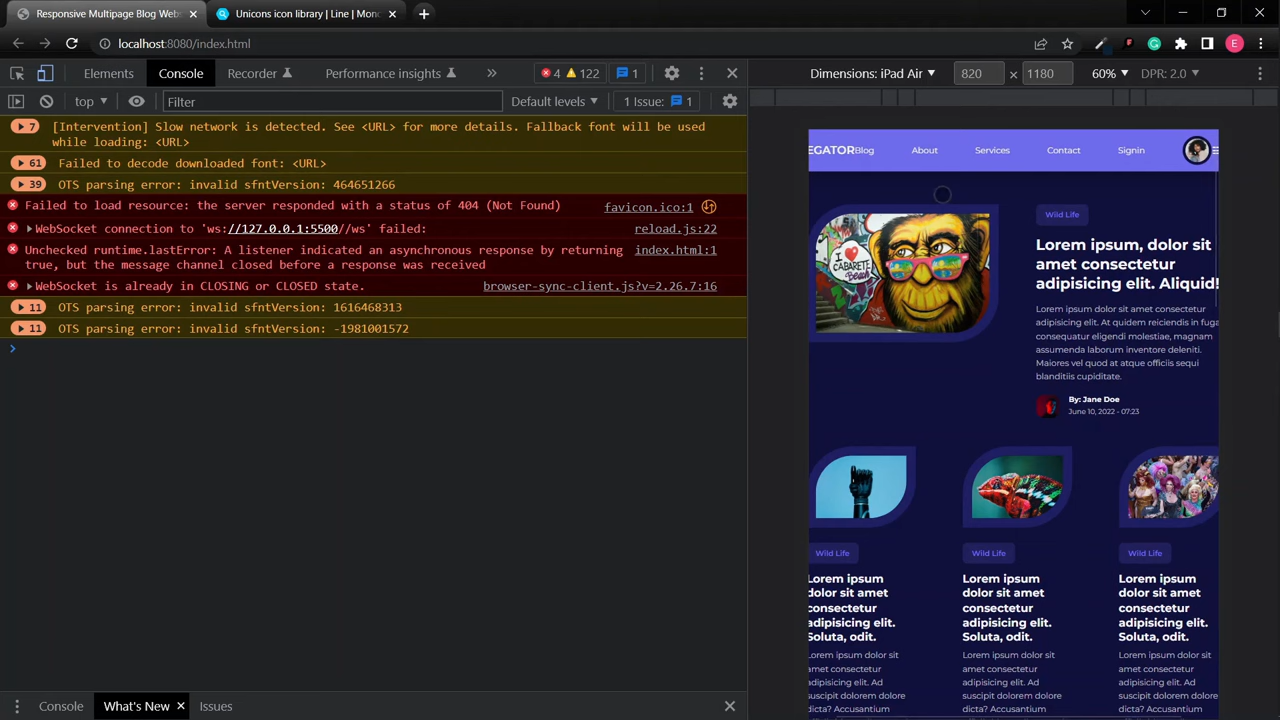 Responsive Multipage Blog Webs
Unicons icon library | Line | Mono
localhost:8080/index.html
E
Elements
Console
Recorder
Performance insights
4
122
1
top
Filter
Default levels
1 Issue:
1
7 [Intervention] Slow network is detected. See <URL> for more details. Fallback font will be used
while loading: <URL>
61 Failed to decode downloaded font: <URL>
39 OTS parsing error: invalid sfntVersion: 464651266
Failed to load resource: the server responded with a status of 404 (Not Found) favicon.ico:1
WebSocket connection to 'ws://127.0.0.1:5500//ws' failed: reload.js:22
Unchecked runtime.lastError: A listener indicated an asynchronous response by returning index.html:1
true, but the message channel closed before a response was received
WebSocket is already in CLOSING or CLOSED state. browser-sync-client.js?v=2.26.7:16
11 OTS parsing error: invalid sfntVersion: 1616468313
11 OTS parsing error: invalid sfntVersion: -1981001572
Console
What's New
Issues
Dimensions: iPad Air
820
×
1180
60%
DPR: 2.0
EGATOR
Blog
About
Services
Contact
Signin
I
CABARETE
Beach
Wild Life
Lorem ipsum, dolor sit
amet consectetur
adipisicing elit. Aliquid!
Lorem ipsum dolor sit amet consectetur
adipisicing elit. At quidem reiciendis in fuga
consequatur eligendi molestiae, magnam
assumenda laborum inventore deleniti.
Maiores vel quod at atque officiis sequi
blanditiis cupiditate.
By: Jane Doe
June 10, 2022 - 07:23
Wild Life
Lorem ipsum
dolor sit amet
consectetur
adipisicing elit.
Soluta, odit.
Lorem ipsum dolor sit
amet consectetur
adipisicing elit. Ad
suscipit dolorem dolores
dicta? Accusantium
Wild Life
Lorem ipsum
dolor sit amet
consectetur
adipisicing elit.
Soluta, odit.
Lorem ipsum dolor sit
amet consectetur
adipisicing elit. Ad
suscipit dolorem dolores
dicta? Accusantium
Wild Life
Lorem ipsum
dolor sit amet
consectetur
adipisicing elit.
Soluta, odit.
Lorem ipsum dolor sit
amet consectetur
adipisicing elit. Ad
suscipit dolorem dolores
dicta? Accusantium